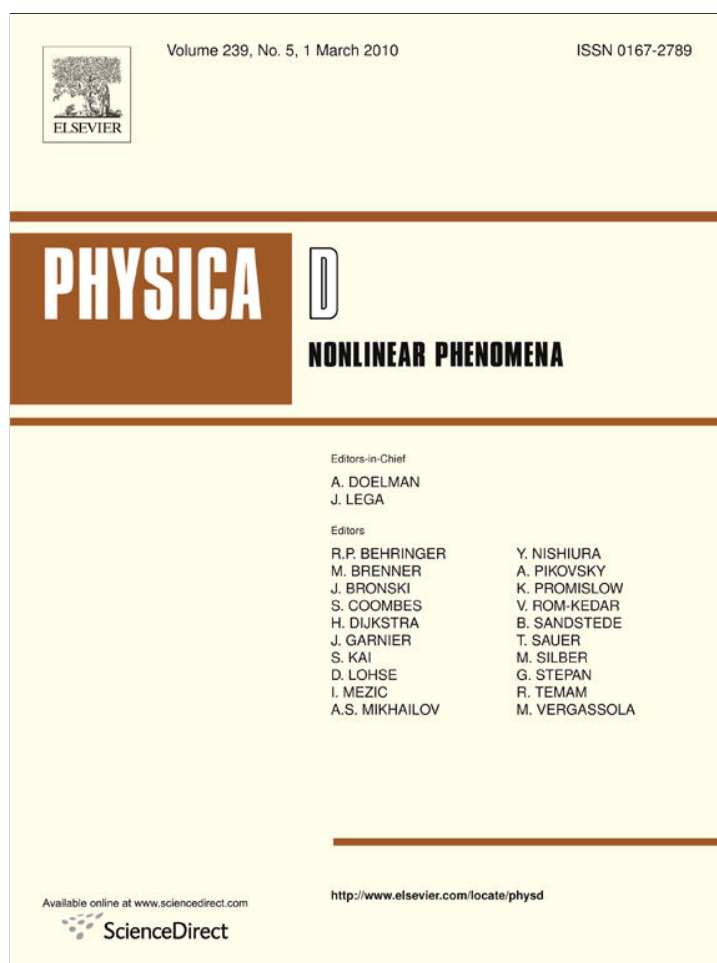 Volume 239, No. 5, 1 March 2010
ISSN 0167-2789
ELSEVIER
PHYSICA D
NONLINEAR PHENOMENA
Editors-in-Chief
A. DOELMAN
J. LEGA
Editors
R.P. BEHRINGER
M. BRENNER
J. BRONSKI
S. COOMBES
H. DIJKSTRA
J. GARNIER
S. KAI
D. LOHSE
I. MEZIC
A.S. MIKHAILOV
Y. NISHIURA
A. PIKOVSKY
K. PROMISLOW
V. ROM-KEDAR
B. SANDSTEDE
T. SAUER
M. SILBER
G. STEPAN
R. TEMAM
M. VERGASSOLA
Available online at www.sciencedirect.com
ScienceDirect
http://www.elsevier.com/locate/physd